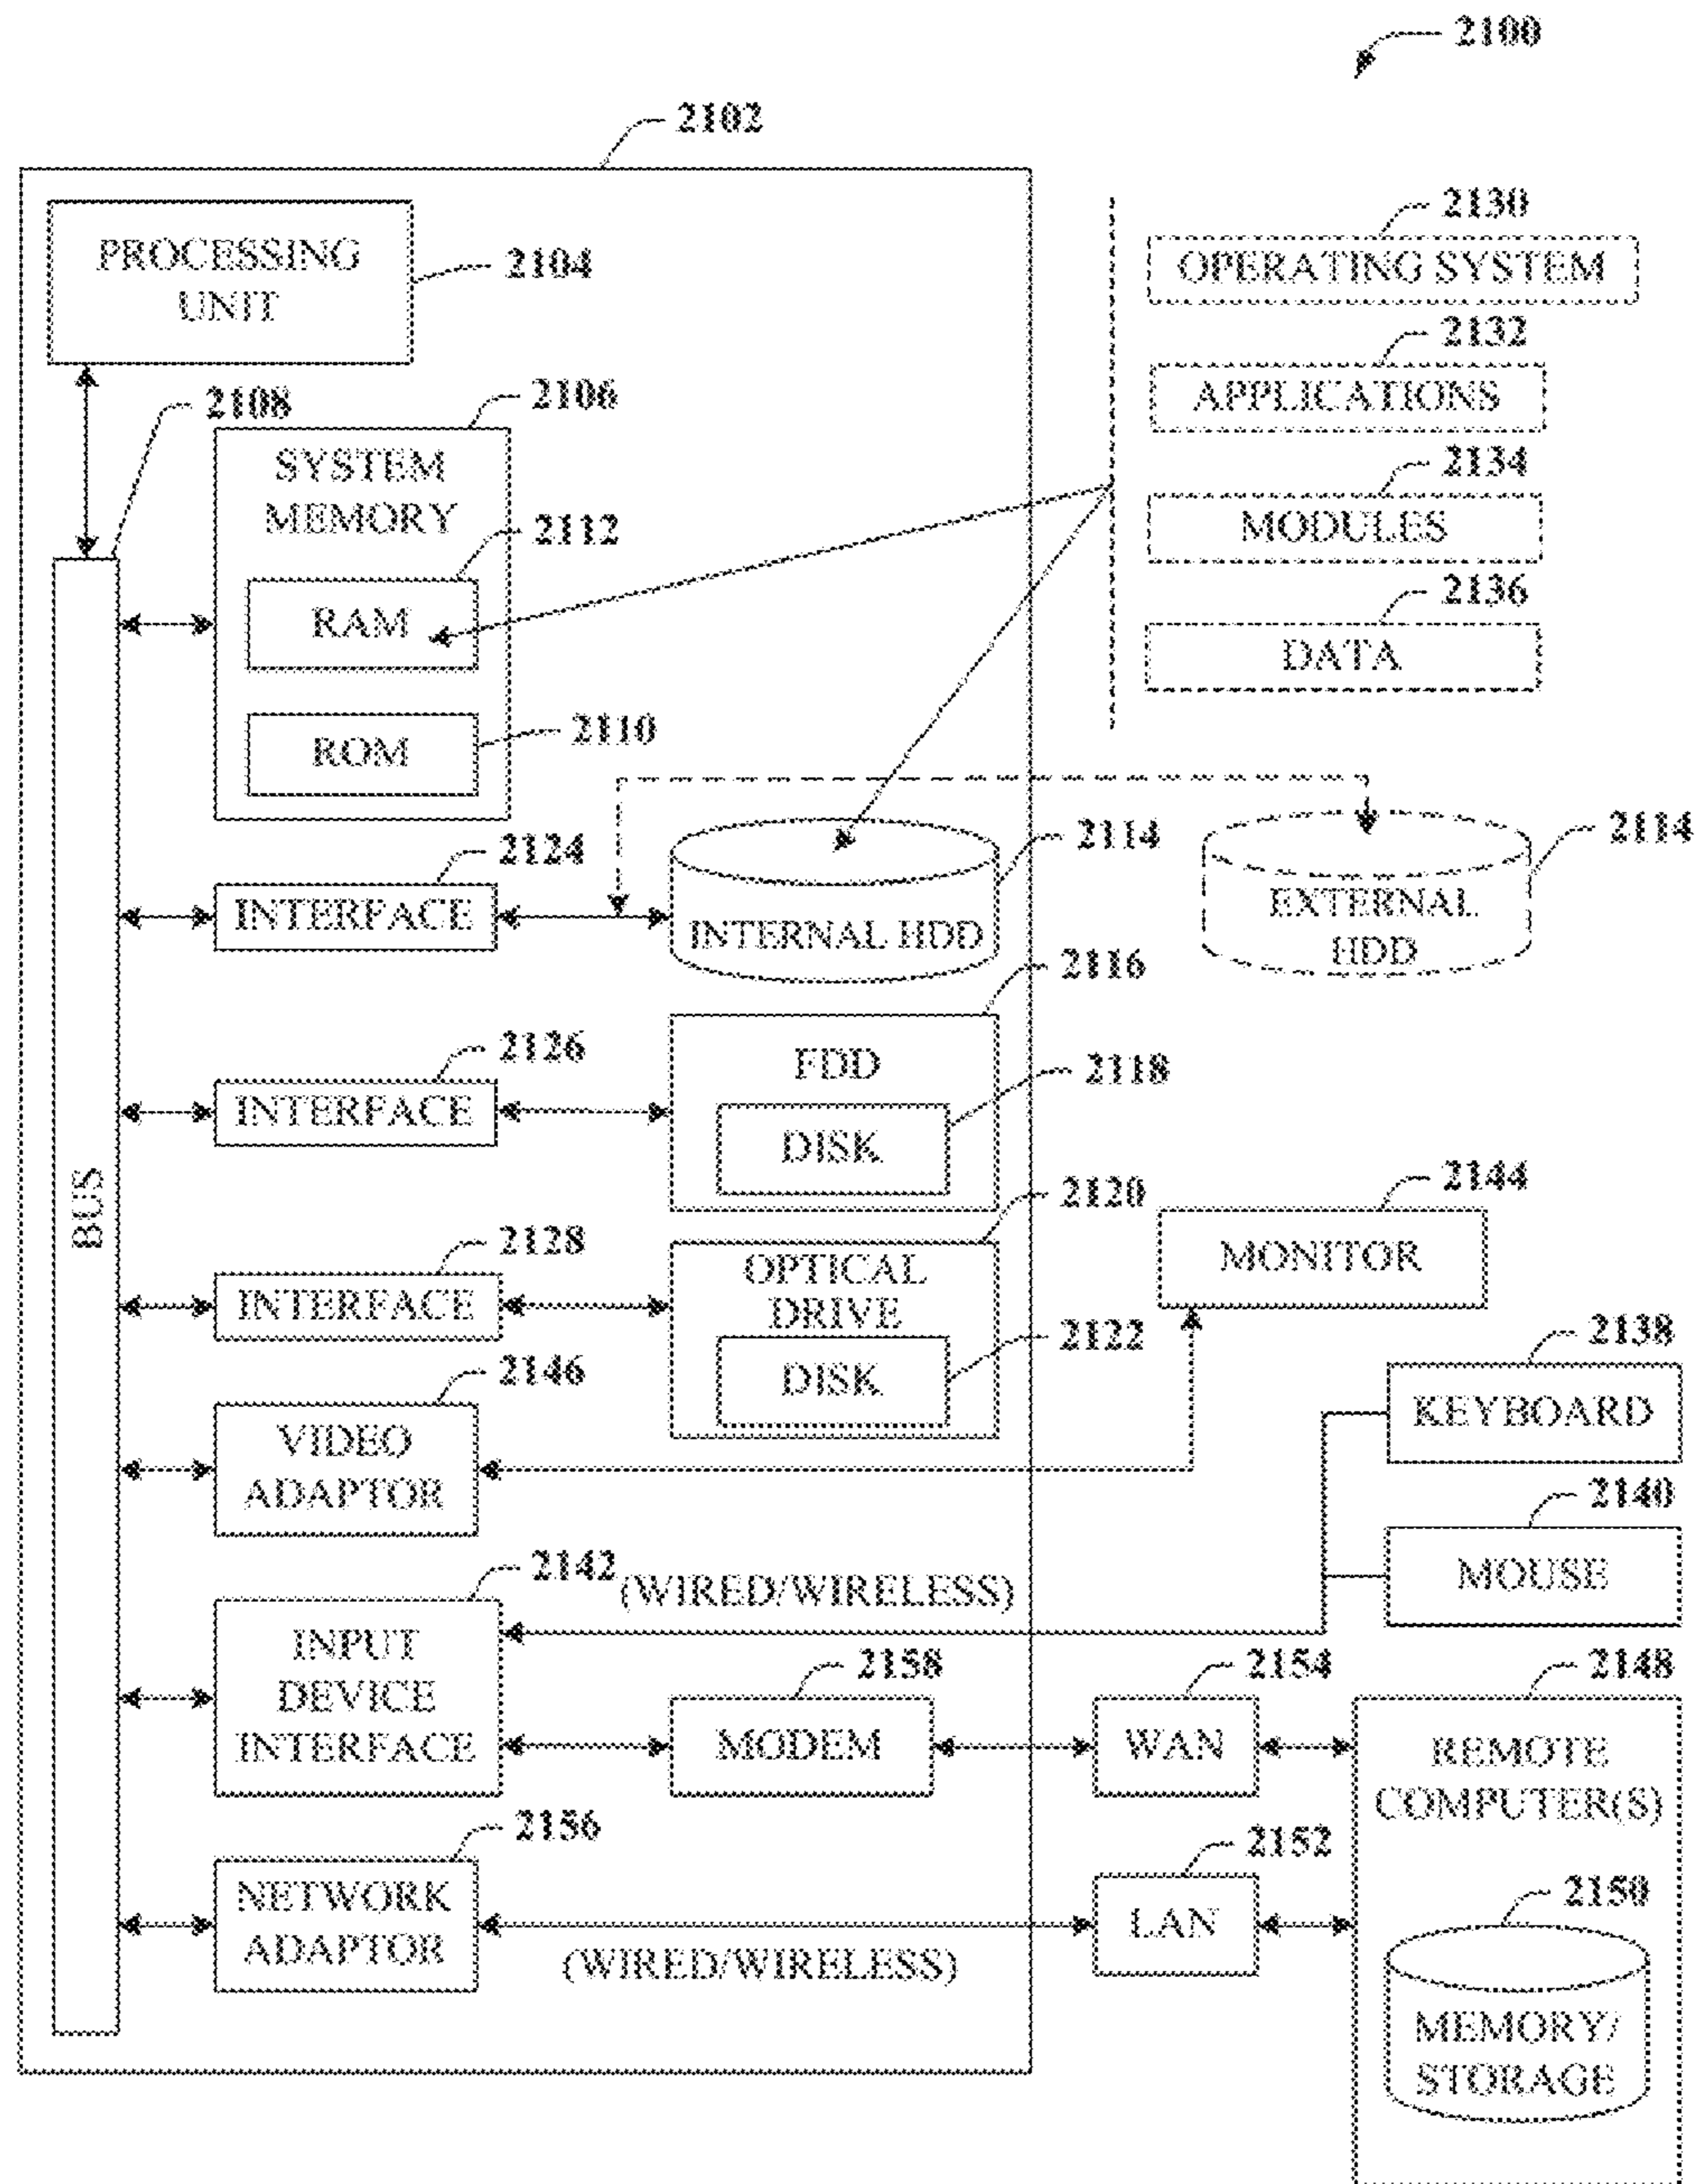 2100
2102
PROCESSING
UNIT
2104
2108
2106
SYSTEM
MEMORY
2112
RAM
2110
ROM
2130
OPERATING SYSTEM
2132
APPLICATIONS
2134
MODULES
2136
DATA
2124
INTERFACE
2114
INTERNAL HDD
2114
EXTERNAL
HDD
2116
2126
INTERFACE
FDD
2118
DISK
BUS
2120
2128
INTERFACE
OPTICAL
DRIVE
2122
DISK
2144
MONITOR
2138
KEYBOARD
2146
VIDEO
ADAPTOR
2140
MOUSE
2142
(WIRED/WIRELESS)
INPUT
DEVICE
INTERFACE
2158
MODEM
2154
WAN
2148
REMOTE
COMPUTER(S)
2156
NETWORK
ADAPTOR
(WIRED/WIRELESS)
2152
LAN
2150
MEMORY/
STORAGE